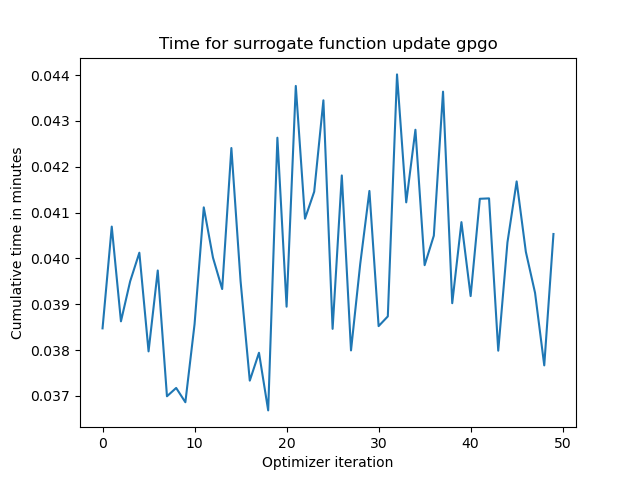 Time for surrogate function update gpgo
Cumulative time in minutes
0.044
0.043
0.042
0.041
0.040
0.039
0.038
0.037
0 10 20 30 40 50
Optimizer iteration